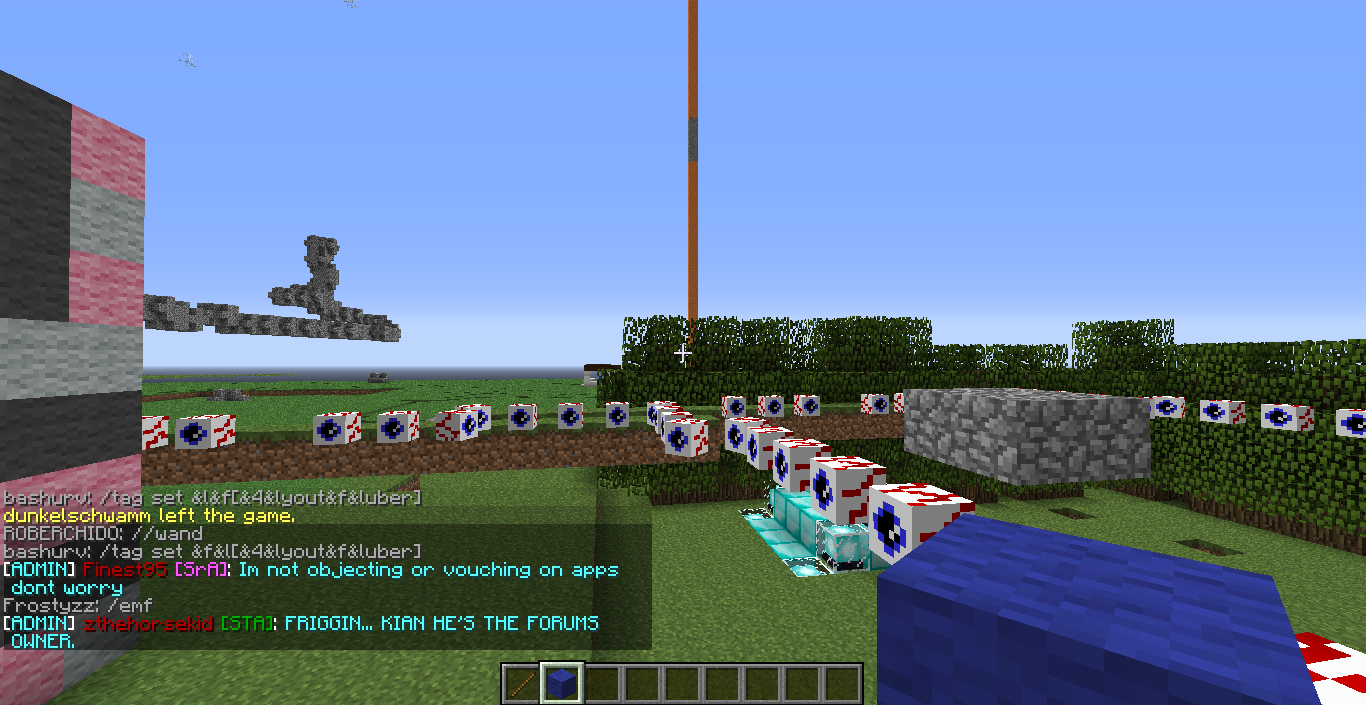 bashurv: /tag set &l&f[&4&lyout&f&luber]
dunkelschwamm left the game.
ROBERCHIDO: //wand
bashurv: /tag set &f&l[&4&lyout&f&luber]
[ADMIN] Finest95 [SrA]: Im not objecting or vouching on apps
dont worry
Frostyzz: /emf
[ADMIN] zthehorsekid [STA]: FRIGGIN... KIAN HE'S THE FORUMS
OWNER.